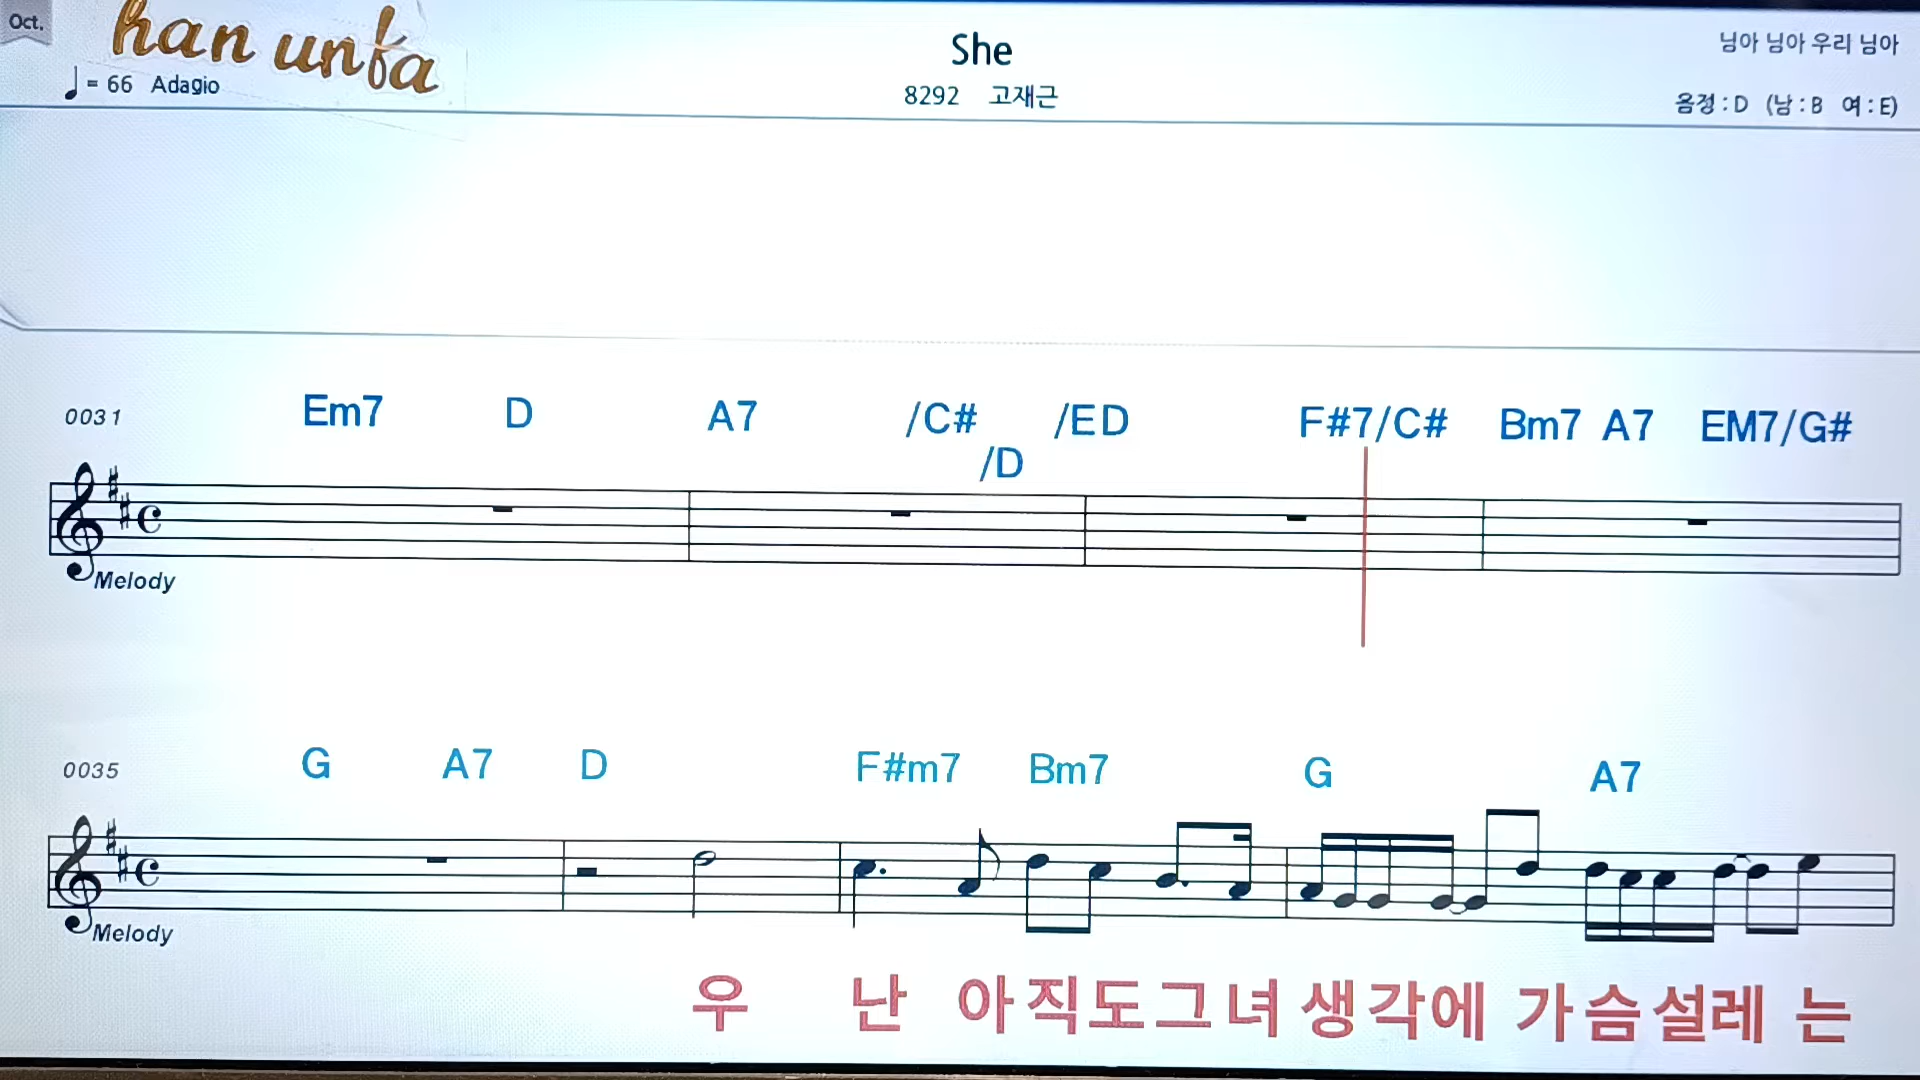 Oct.
han unfa
She
님아 님아 우리 님아
= 66 Adagio
8292 고재근
음정 : D (남 : B 여 : E)
0031 Em7 D A7 /C# /D /ED F#7/C# Bm7 A7 EM7/G#
Melody
0035 G A7 D F#m7 Bm7 G A7
Melody
우 난 아직도그녀 생각에 가슴설레 는